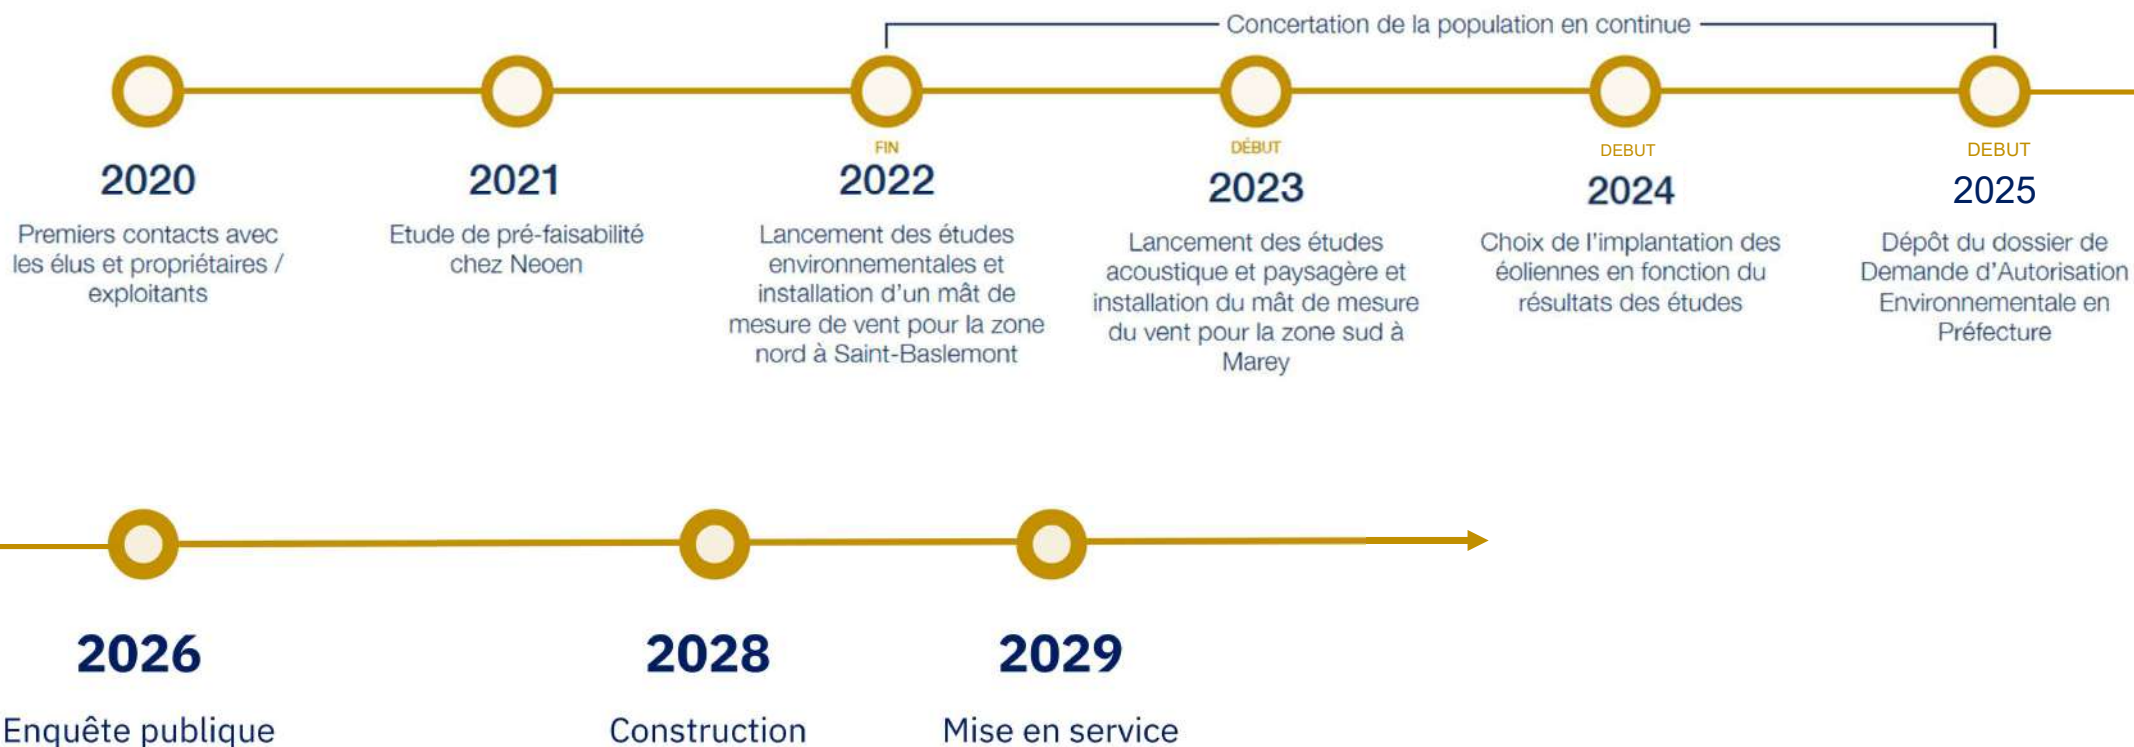 Concertation de la population en continue
2020
Premiers contacts avec
les élus et propriétaires /
exploitants
2021
Etude de pré-faisabilité
chez Neoen
FIN
2022
Lancement des études
environnementales et
installation d'un mât de
mesure de vent pour la zone
nord à Saint-Baslemont
DÉBUT
2023
Lancement des études
acoustique et paysagère et
installation du mât de mesure
du vent pour la zone sud à
Marey
DEBUT
2024
Choix de l'implantation des
éoliennes en fonction du
résultats des études
DEBUT
2025
Dépôt du dossier de
Demande d'Autorisation
Environnementale en
Préfecture
2026
Enquête publique
2028
Construction
2029
Mise en service